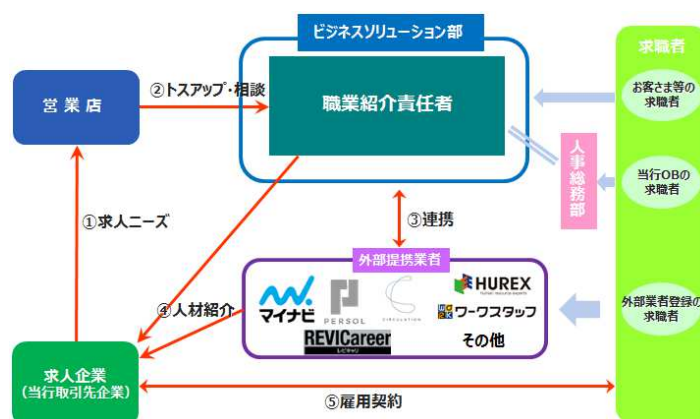 ビジネスソリューション部
求職者
営業店
②トスアップ・相談
職業紹介責任者
お客さま等の
求職者
人事総務部
当行OBの
求職者
①求人ニーズ
③連携
外部提携業者
マイナビ
PERSOL
CIRCULATION
HUREX
ワークスタッフ
REVICareer
レビキャリ
その他
外部業者登録の
求職者
④人材紹介
求人企業
(当行取引先企業)
⑤雇用契約